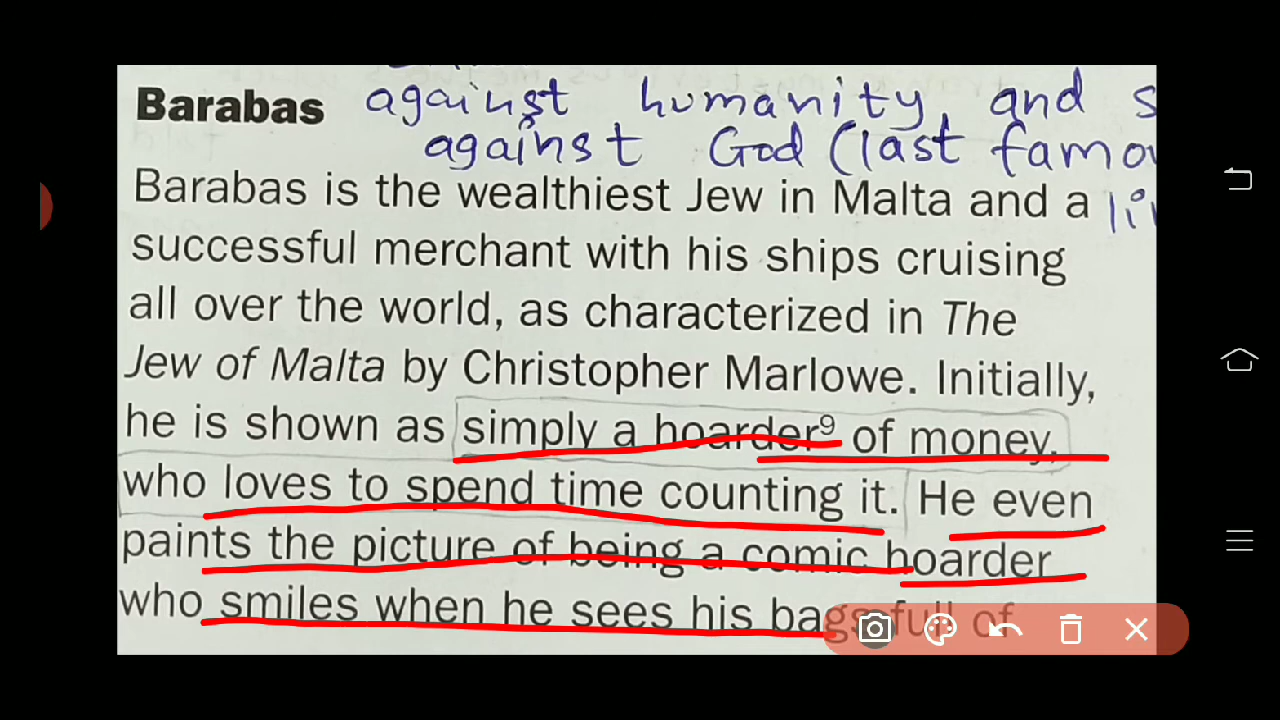 Barabas against humanity, and s
against God (last famo
Barabas is the wealthiest Jew in Malta and a
successful merchant with his ships cruising
all over the world, as characterized in The
Jew of Malta by Christopher Marlowe. Initially,
he is shown as simply a hoarder⁹ of money,
who loves to spend time counting it. He even
paints the picture of being a comic hoarder
who smiles when he sees his bags full of